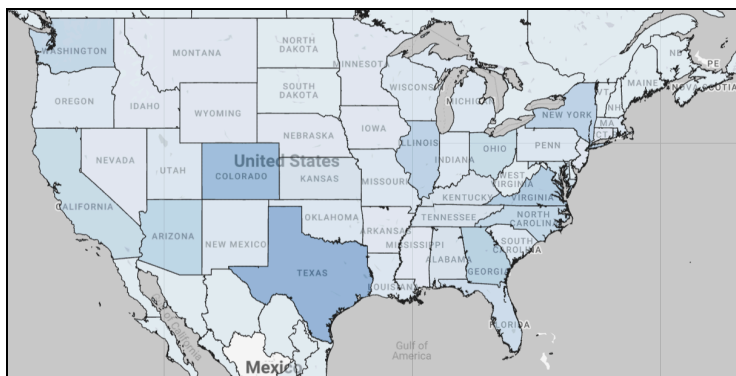 WASHINGTON
MONTANA
NORTH
DAKOTA
MINNESOTA
NB
PE
OREGON
IDAHO
SOUTH
DAKOTA
WISCONSIN
MICHIGAN
VT
NH
MAINE
NOVA SCOTIA
WYOMING
NEW YORK
MA
CT
NEBRASKA
IOWA
ILLINOIS
INDIANA
OHIO
PENN
NEVADA
UTAH
COLORADO
United States
KANSAS
MISSOURI
WEST
VIRGINIA
VIRGINIA
KENTUCKY
CALIFORNIA
ARIZONA
NEW MEXICO
OKLAHOMA
ARKANSAS
TENNESSEE
NORTH
CAROLINA
MISSISSIPPI
ALABAMA
SOUTH
CAROLINA
GEORGIA
TEXAS
LOUISIANA
FLORIDA
Gulf of
America
Gulf of California
Mexico